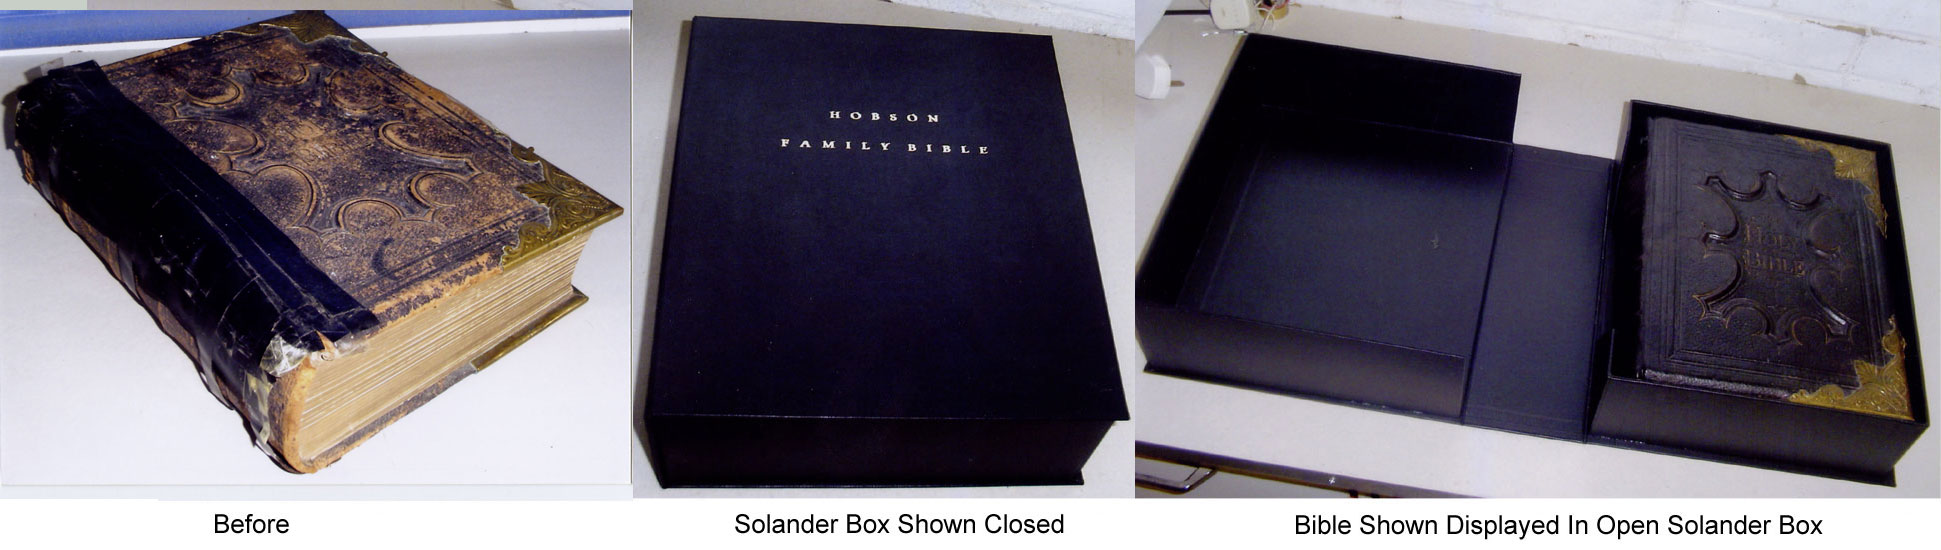 HOBSON
FAMILY BIBLE
HOLY
BIBLE
Before
Solander Box Shown Closed
Bible Shown Displayed In Open Solander Box